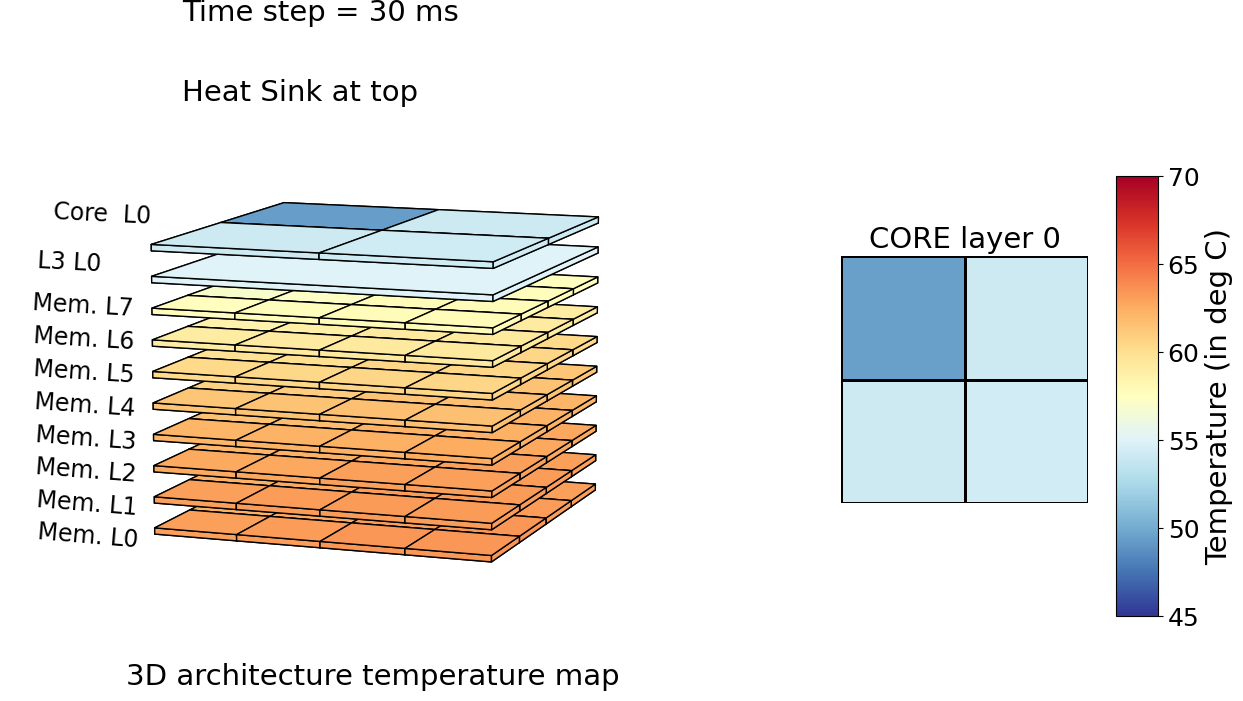 Time step = 30 ms
Heat Sink at top
Core  L0
L3 L0
Mem. L7
Mem. L6
Mem. L5
Mem. L4
Mem. L3
Mem. L2
Mem. L1
Mem. L0
3D architecture temperature map
CORE layer 0
70
65
60
55
50
45
Temperature (in deg C)